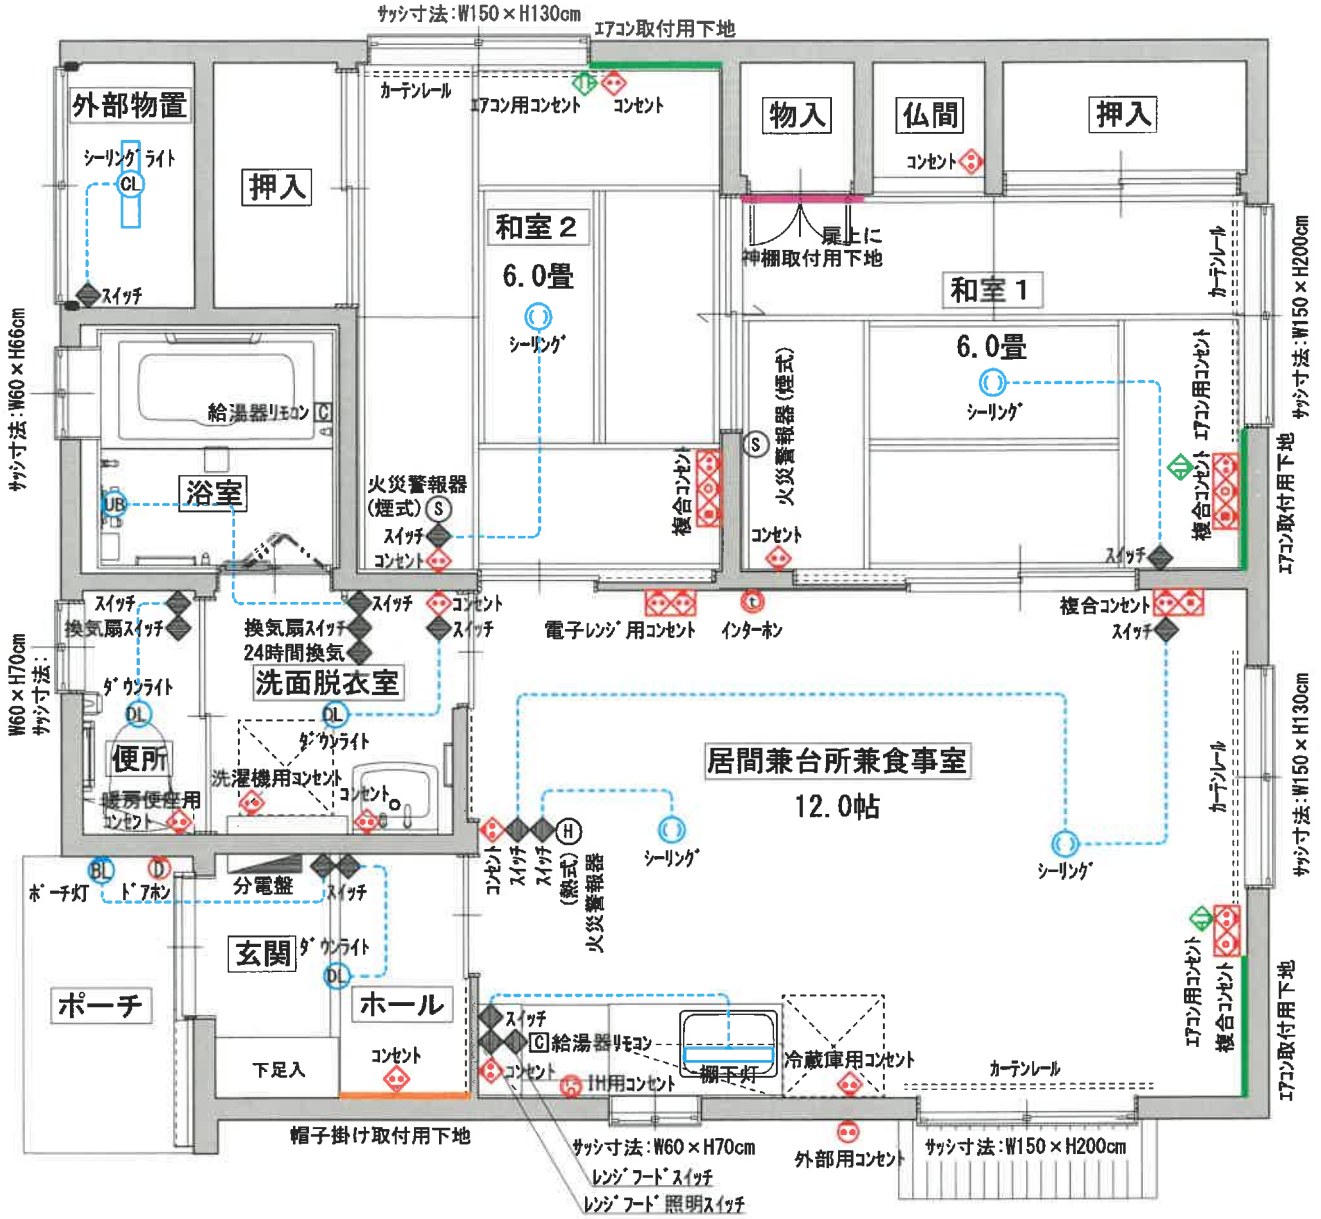 サッシ寸法:W150×H130cm
エアコン取付用下地
外部物置
カーテンレール
エアコン用コンセント
コンセント
物入
仏間
押入
コンセント
シーリングライト
CL
押入
和室2
6.0畳
扉上に
神棚取付用下地
カーテンレール
サッシ寸法:W150×H200cm
スイッチ
和室1
シーリング
6.0畳
シーリング
サッシ寸法:W60×H66cm
給湯器リモコン
C
火災警報器(煙式)
S
エアコン用コンセント
複合コンセント
エアコン取付用下地
浴室
UB
火災警報器
(煙式)
S
スイッチ
コンセント
複合コンセント
コンセント
スイッチ
スイッチ
換気扇スイッチ
スイッチ
換気扇スイッチ
24時間換気
コンセント
スイッチ
電子レンジ用コンセント
t
インターホン
複合コンセント
スイッチ
W60×H70cm
サッシ寸法:
洗面脱衣室
ダウンライト
DL
DL
ダウンライト
便所
洗濯機用コンセント
暖房便座用
コンセント
コンセント
居間兼台所兼食事室
12.0帖
カーテンレール
サッシ寸法:W150×H130cm
コンセント
スイッチ
スイッチ
H
(熱式)
火災警報器
シーリング
シーリング
BL
D
ポーチ灯
ドアホン
分電盤
スイッチ
玄関
ダウンライト
DL
ポーチ
ホール
エアコン用コンセント
複合コンセント
エアコン取付用下地
スイッチ
C
給湯器リモコン
コンセント
IH用コンセント
棚下灯
冷蔵庫用コンセント
カーテンレール
下足入
コンセント
帽子掛け取付用下地
サッシ寸法:W60×H70cm
外部用コンセント
サッシ寸法:W150×H200cm
レンジフードスイッチ
レンジフード照明スイッチ